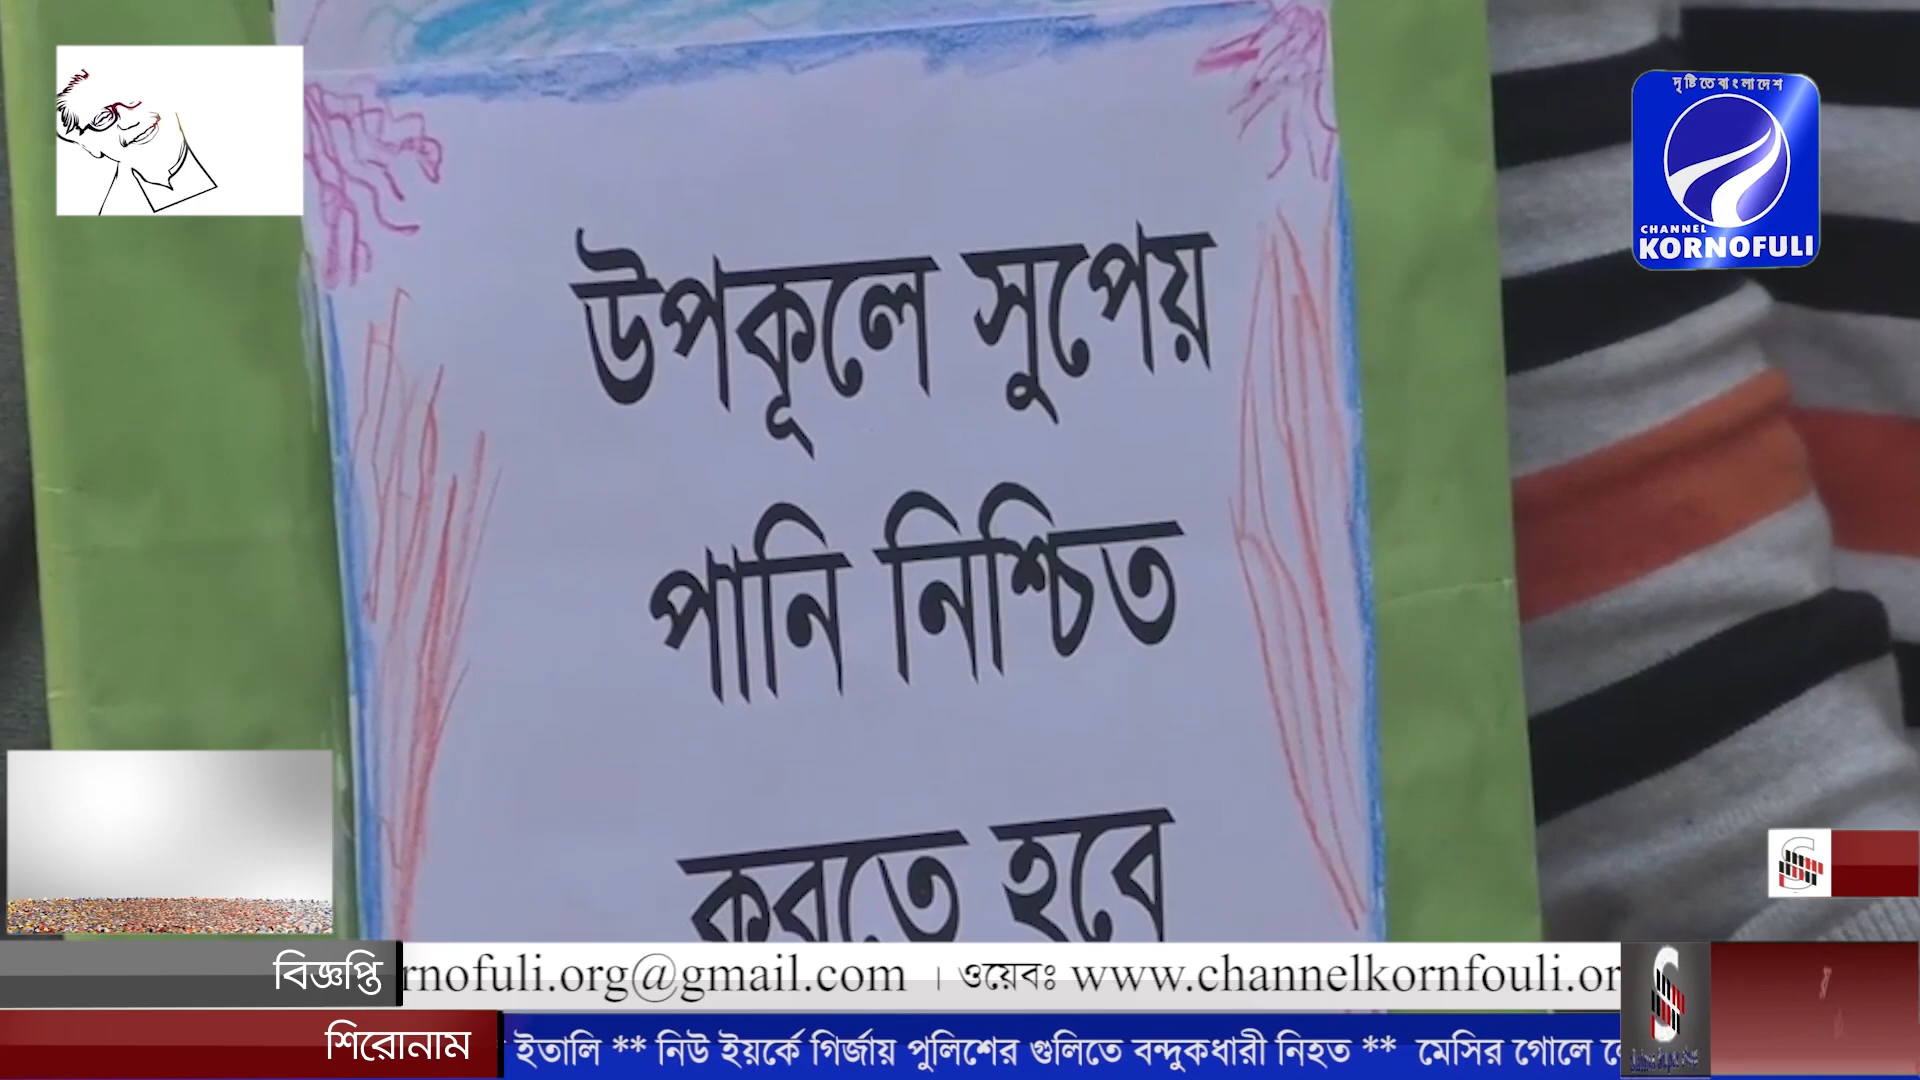 দৃষ্টিতে বাংলাদেশ
CHANNEL
KORNOFULI
উপকূলে সুপেয়
পানি নিশ্চিত
করতে হবে
বিজ্ঞপ্তি
rnofuli.org@gmail.com । ওয়েবঃ www.channelkornfouli.or
শিরোনাম
ইতালি ** নিউ ইয়র্কে গির্জায় পুলিশের গুলিতে বন্দুকধারী নিহত ** মেসির গোলে